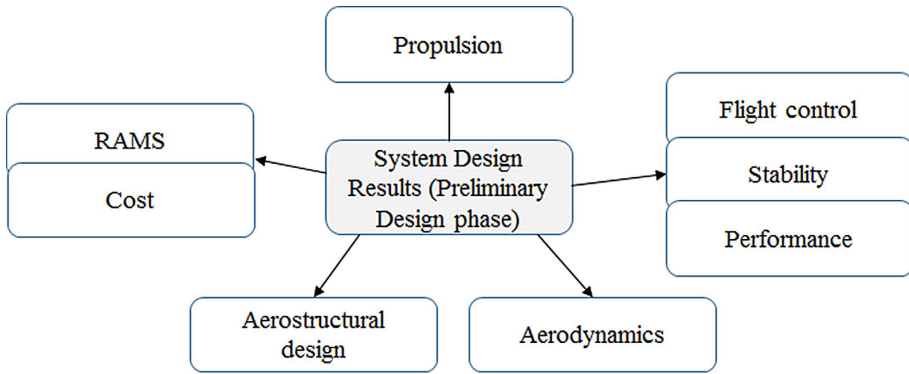 Propulsion
Flight control
RAMS
System Design
Results (Preliminary
Design phase)
Stability
Cost
Performance
Aerostructural
design
Aerodynamics